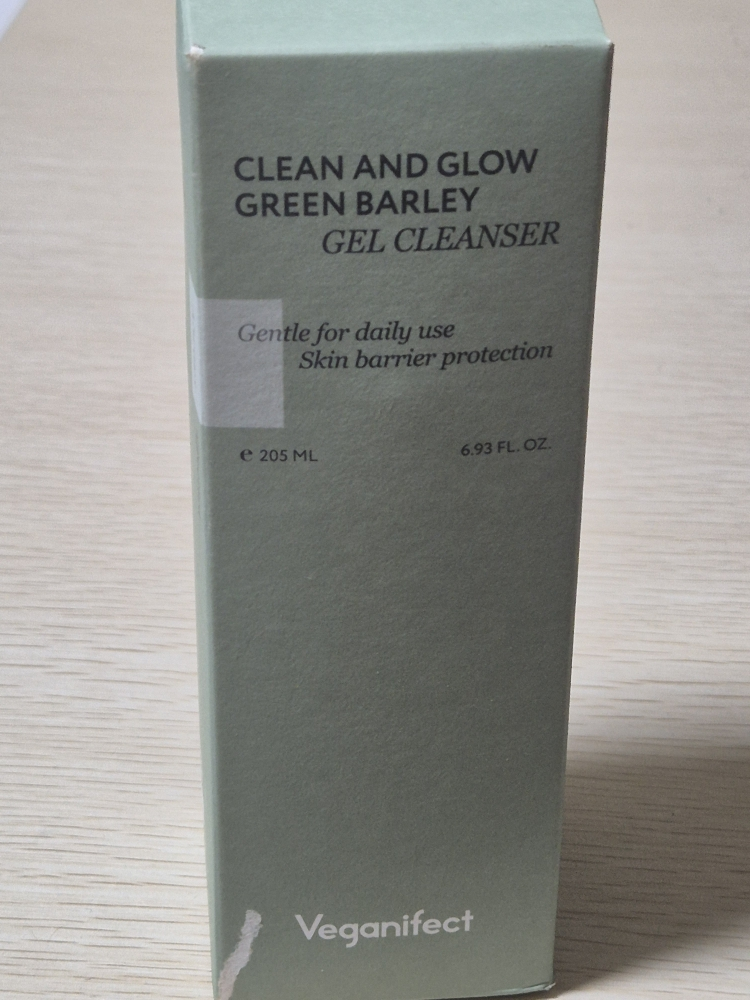 CLEAN AND GLOW
GREEN BARLEY
GEL CLEANSER
Gentle for daily use
Skin barrier protection
℮ 205 ML 6.93 FL. OZ.
Veganifect